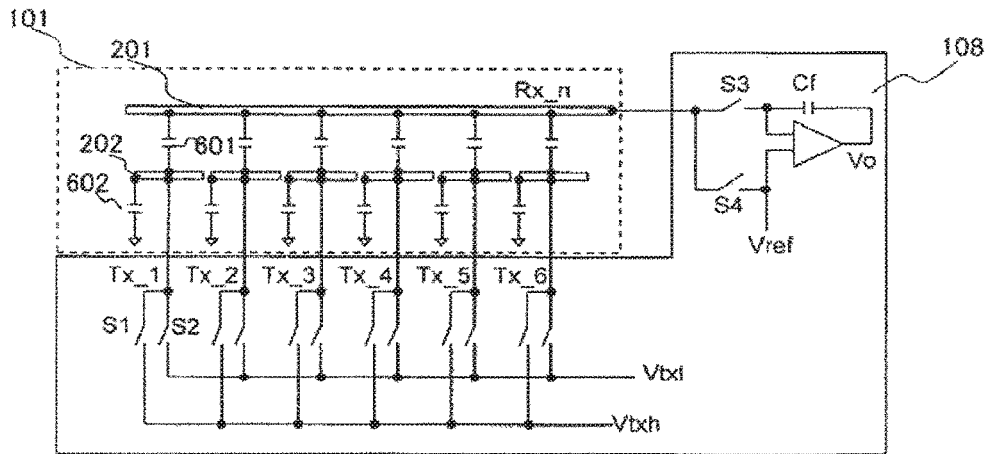 101
201
108
Rx_n
S3
Cf
601
202
Vo
602
S4
Vref
Tx_1 Tx_2 Tx_3 Tx_4 Tx_5 Tx_6
S1 S2
Vtxl
Vtxh